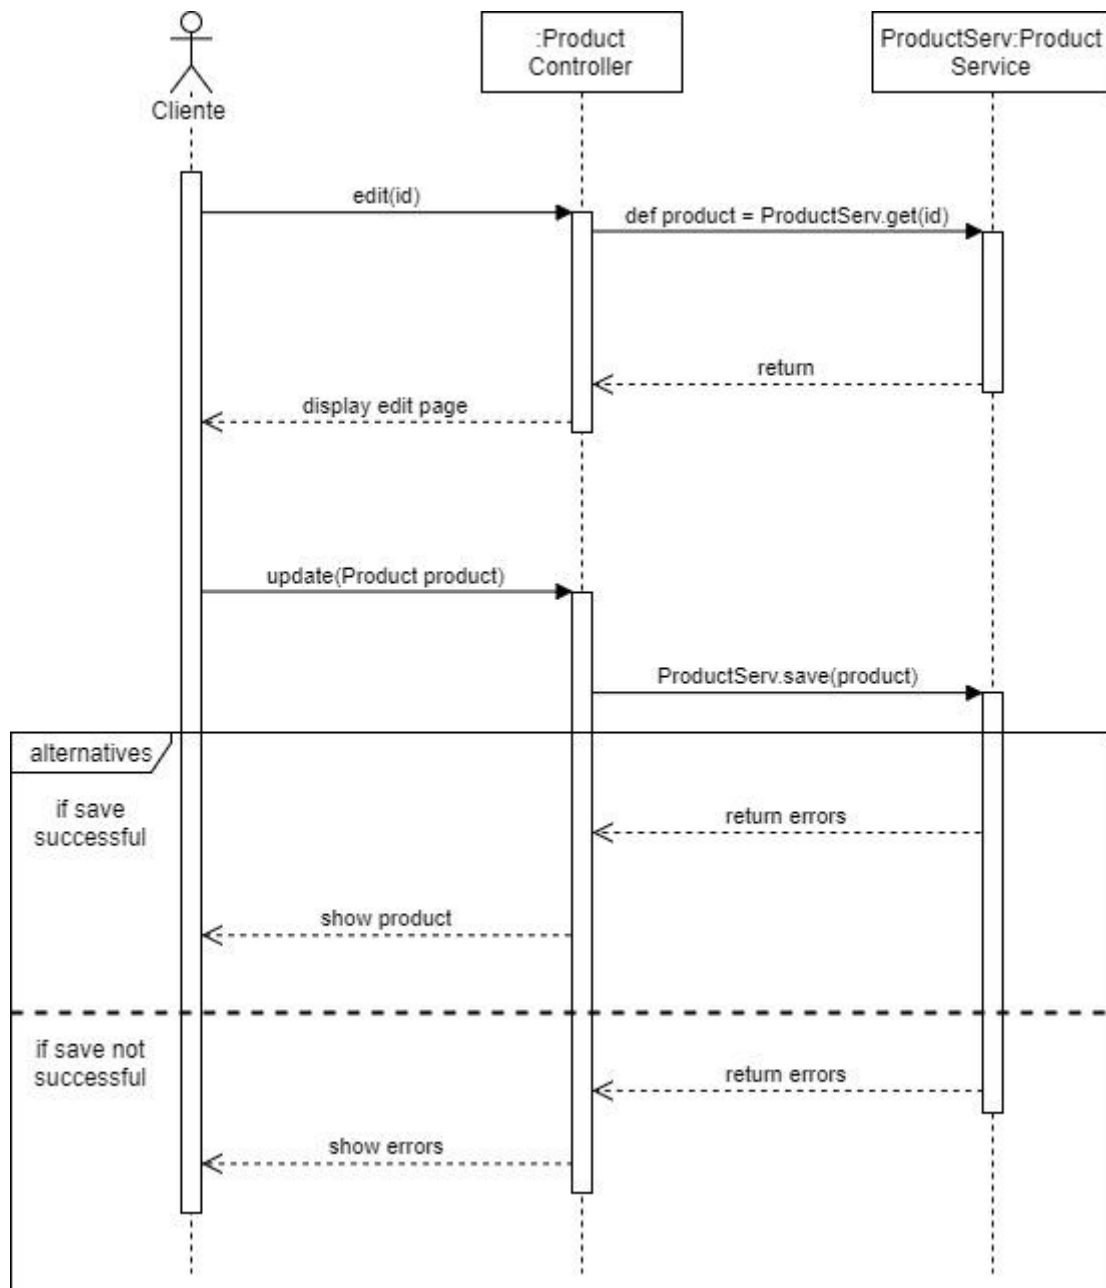 :Product
Controller
ProductServ:Product
Service
Cliente
edit(id)
def product = ProductServ.get(id)
return
display edit page
update(Product product)
ProductServ.save(product)
alternatives
if save
successful
return errors
show product
if save not
successful
return errors
show errors